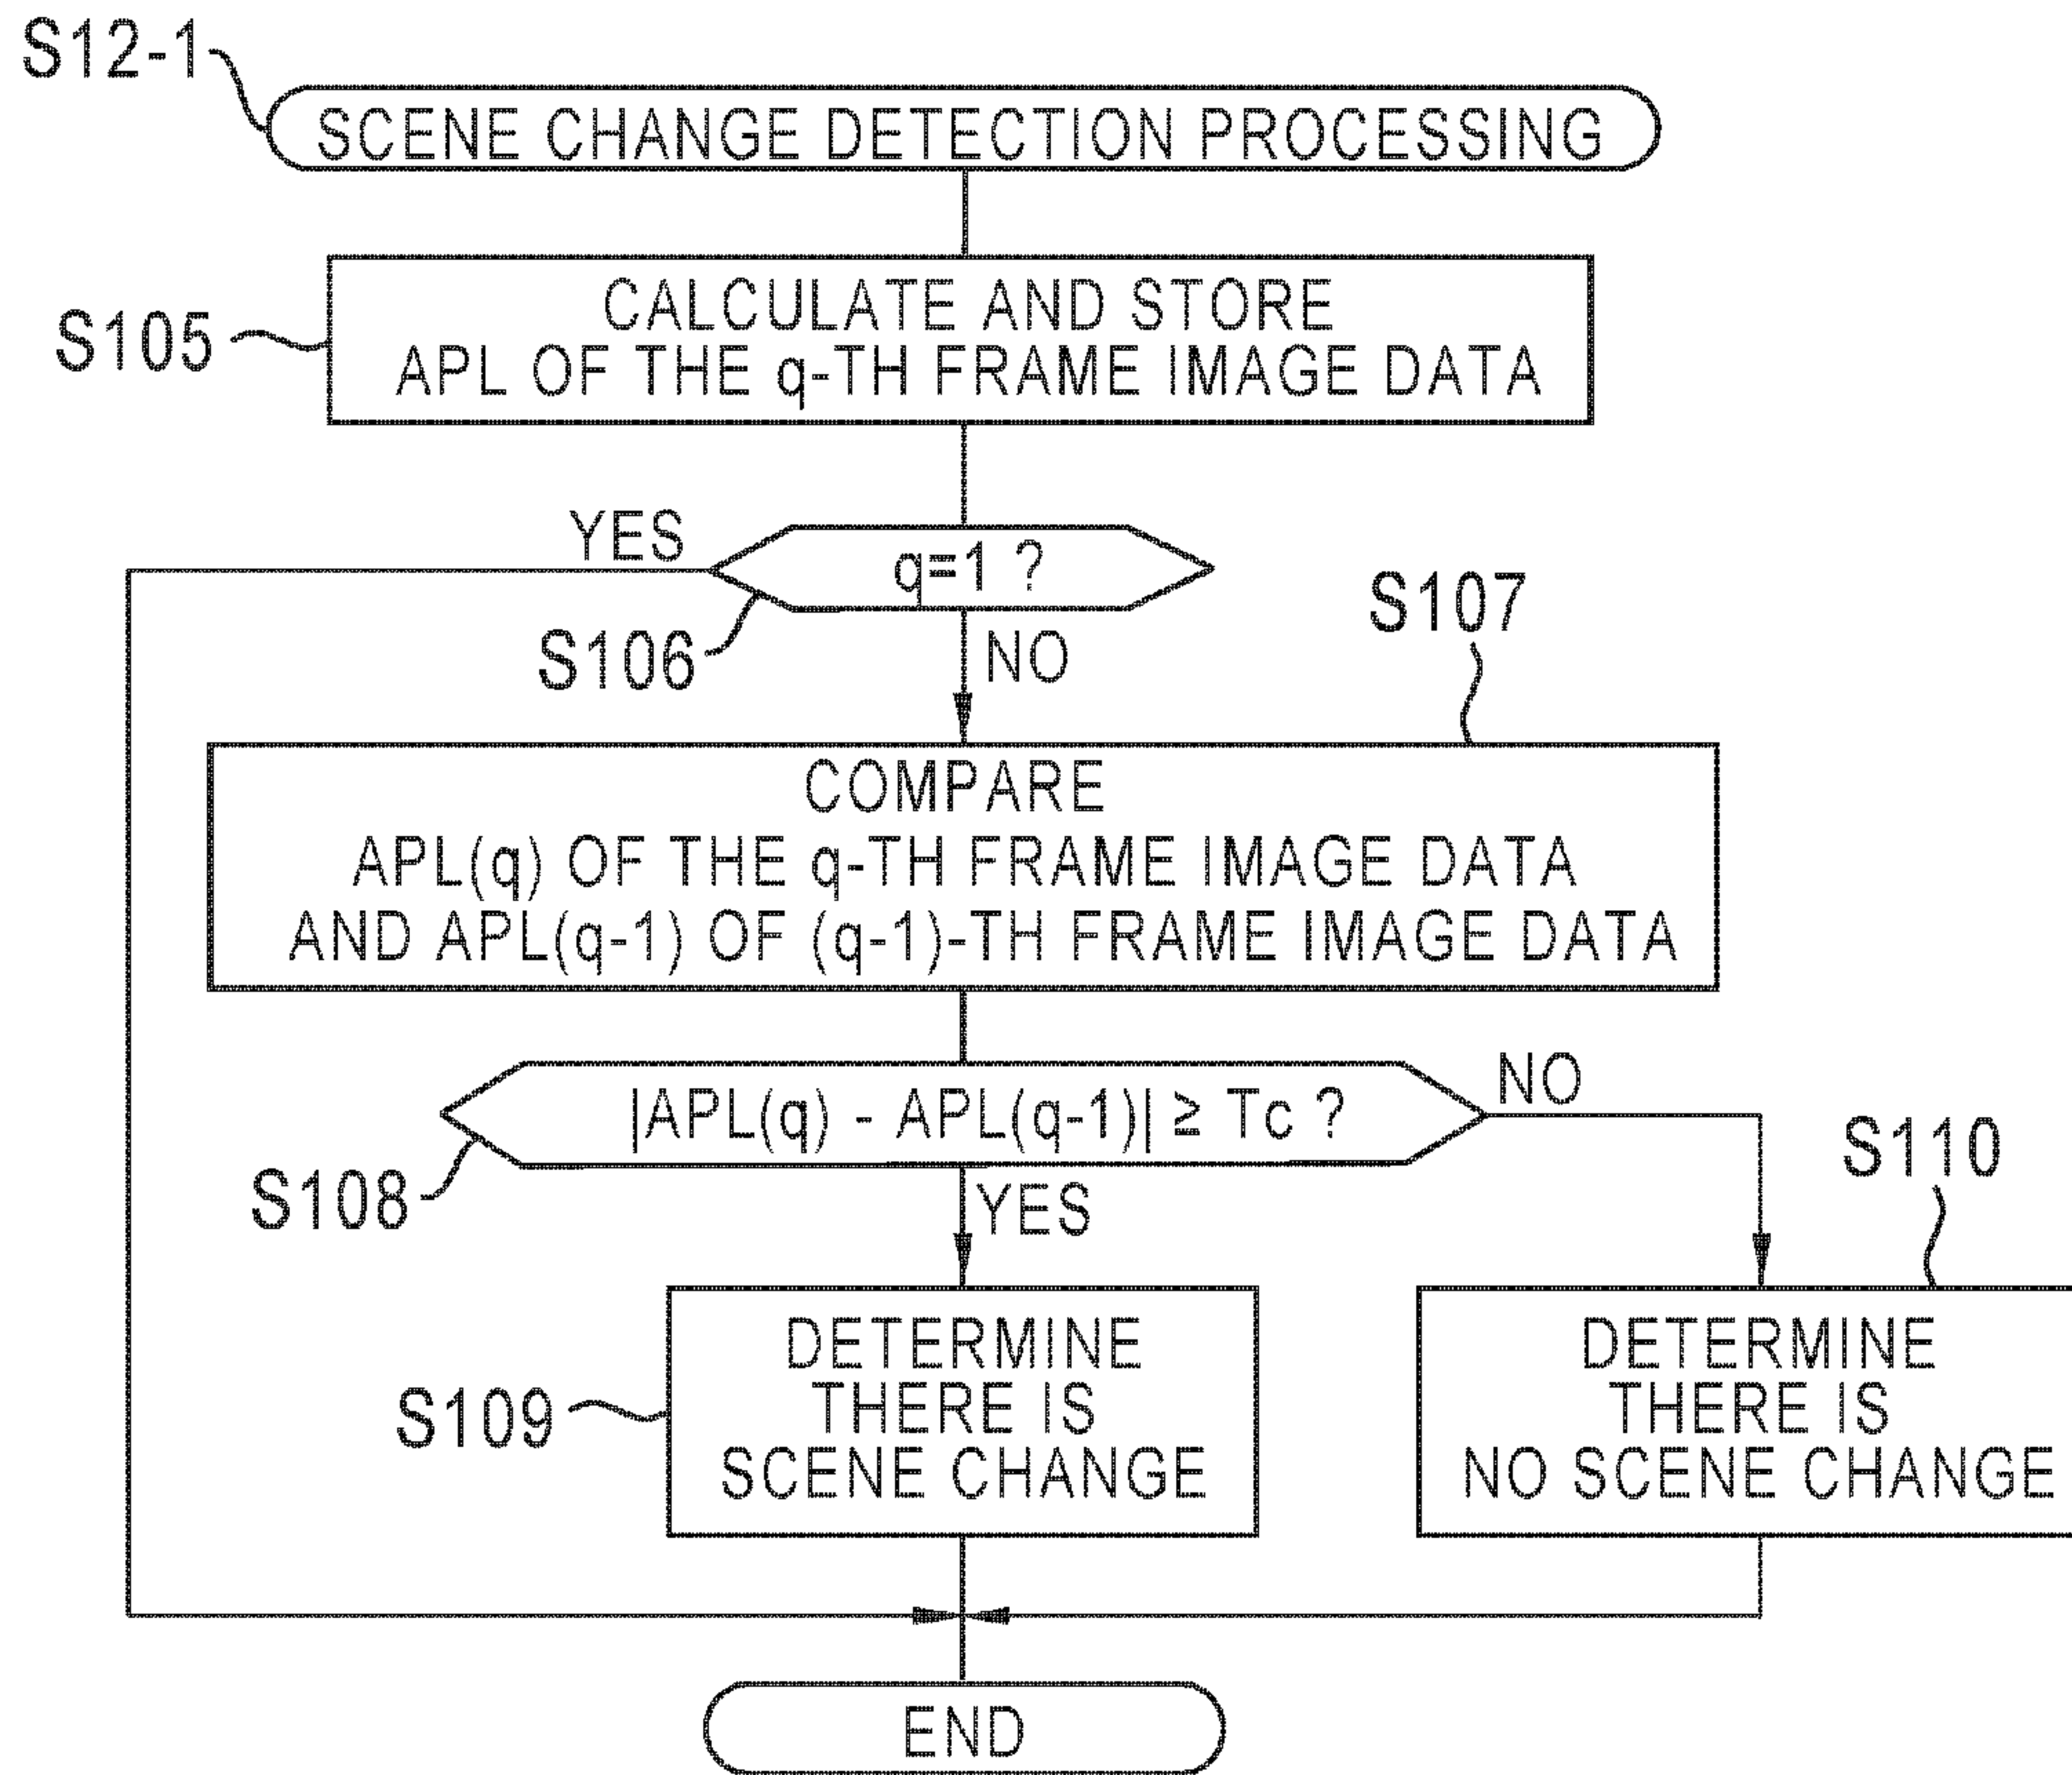 S12-1
SCENE CHANGE DETECTION PROCESSING
S105
CALCULATE AND STORE
APL OF THE q-TH FRAME IMAGE DATA
YES
q=1 ?
S106
NO
S107
COMPARE
APL(q) OF THE q-TH FRAME IMAGE DATA
AND APL(q-1) OF (q-1)-TH FRAME IMAGE DATA
|APL(q) - APL(q-1)| ≥ Tc ?
NO
S108
YES
S110
S109
DETERMINE
THERE IS
SCENE CHANGE
DETERMINE
THERE IS
NO SCENE CHANGE
END